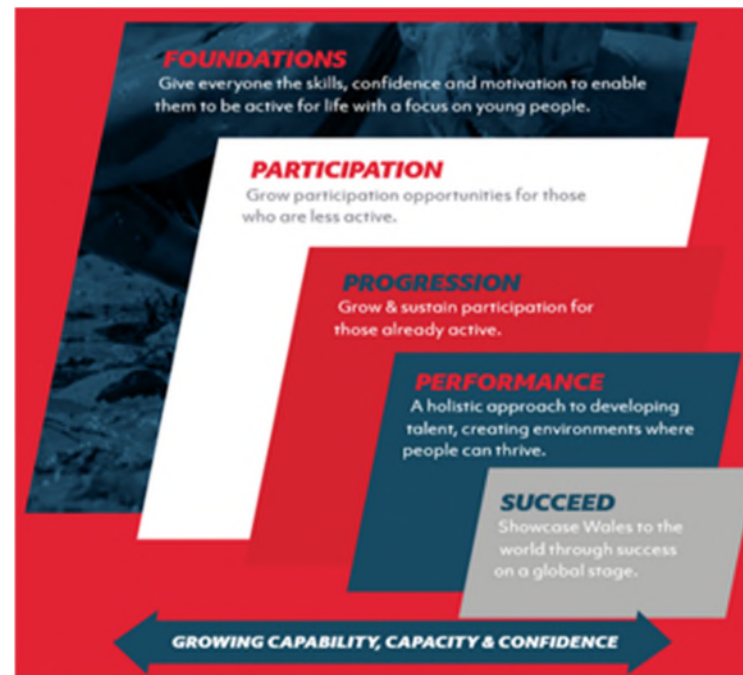 FOUNDATIONS
Give everyone the skills, confidence and motivation to enable
them to be active for life with a focus on young people.
PARTICIPATION
Grow participation opportunities for those
who are less active.
PROGRESSION
Grow & sustain participation for
those already active.
PERFORMANCE
A holistic approach to developing
talent, creating environments where
people can thrive.
SUCCEED
Showcase Wales to the
world through success
on a global stage.
GROWING CAPABILITY, CAPACITY & CONFIDENCE